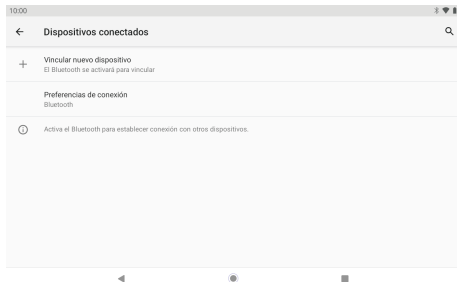 10:00
Dispositivos conectados
Vincular nuevo dispositivo
El Bluetooth se activará para vincular
Preferencias de conexión
Bluetooth
Activa el Bluetooth para establecer conexión con otros dispositivos.